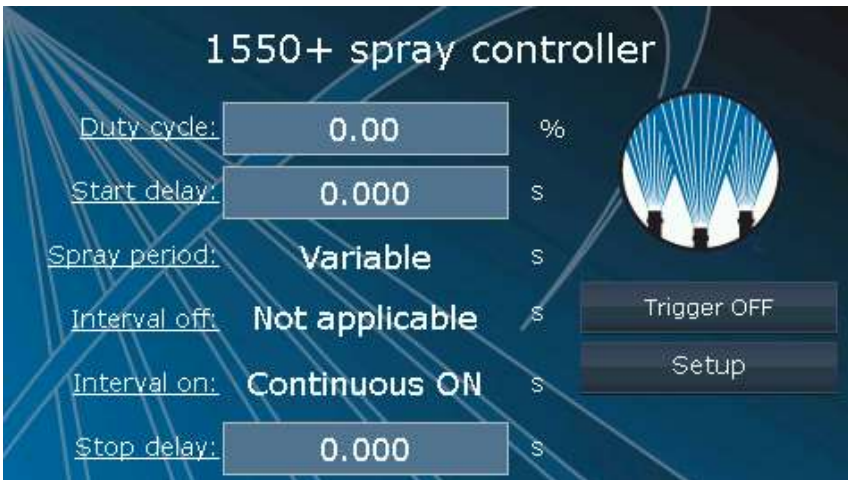 1550+ spray controller
Duty cycle: 0.00 %
Start delay: 0.000 s
Spray period: Variable s
Interval off: Not applicable s
Trigger OFF
Setup
Interval on: Continuous ON s
Stop delay: 0.000 s